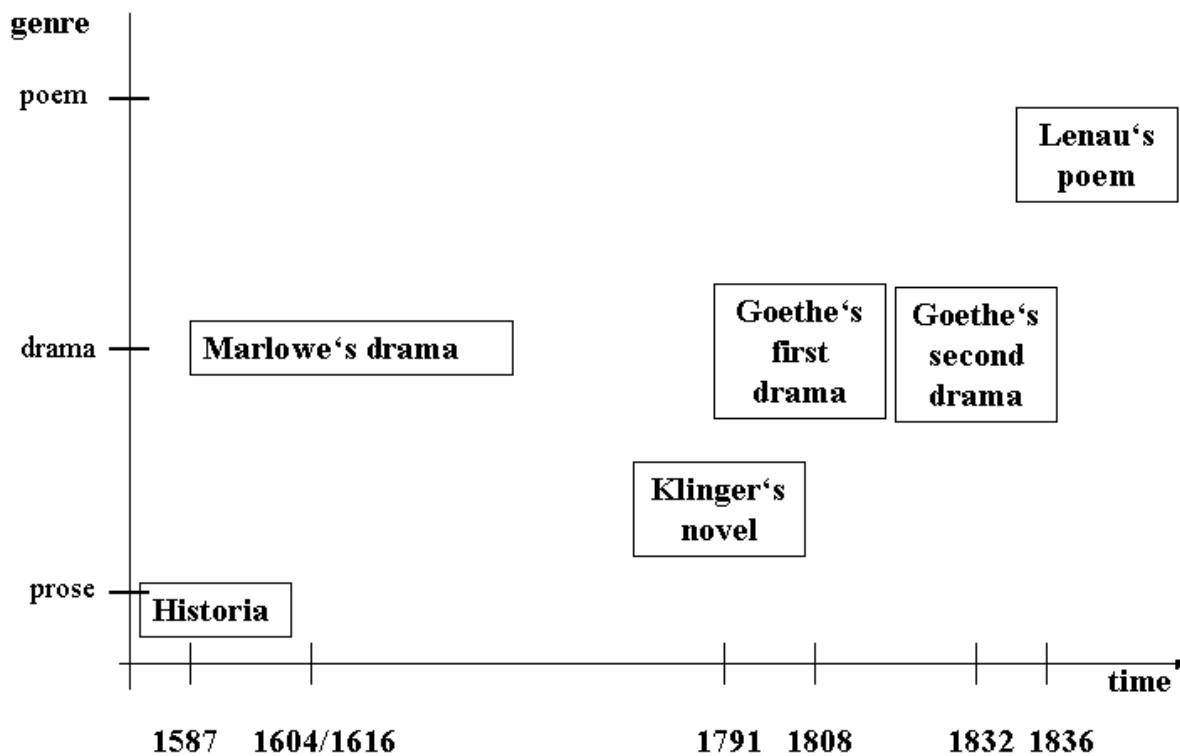 genre
poem
Lenau‘s
poem
Goethe‘s
first
drama
Goethe‘s
second
drama
drama
Marlowe‘s drama
Klinger‘s
novel
prose
Historia
time
1587 1604/1616 1791 1808 1832 1836